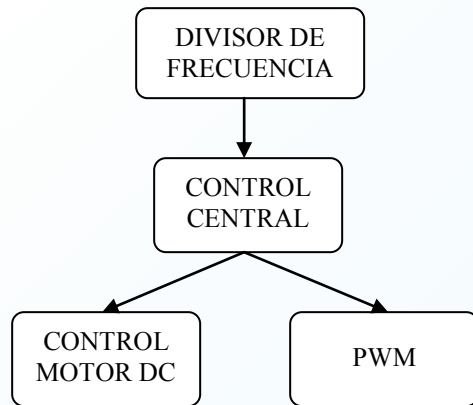 DIVISOR DE
FRECUENCIA
CONTROL
CENTRAL
CONTROL
MOTOR DC
PWM